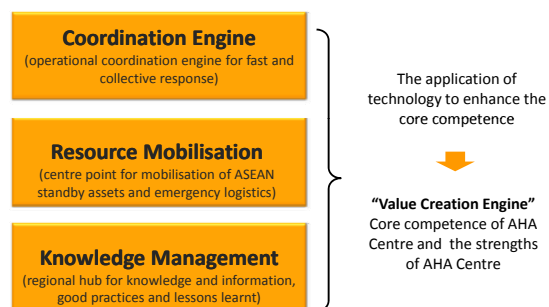 Coordination Engine
(operational coordination engine for fast and
collective response)
Resource Mobilisation
(centre point for mobilisation of ASEAN
standby assets and emergency logistics)
Knowledge Management
(regional hub for knowledge and information,
good practices and lessons learnt)
The application of
technology to enhance the
core competence
“Value Creation Engine”
Core competence of AHA
Centre and the strengths
of AHA Centre